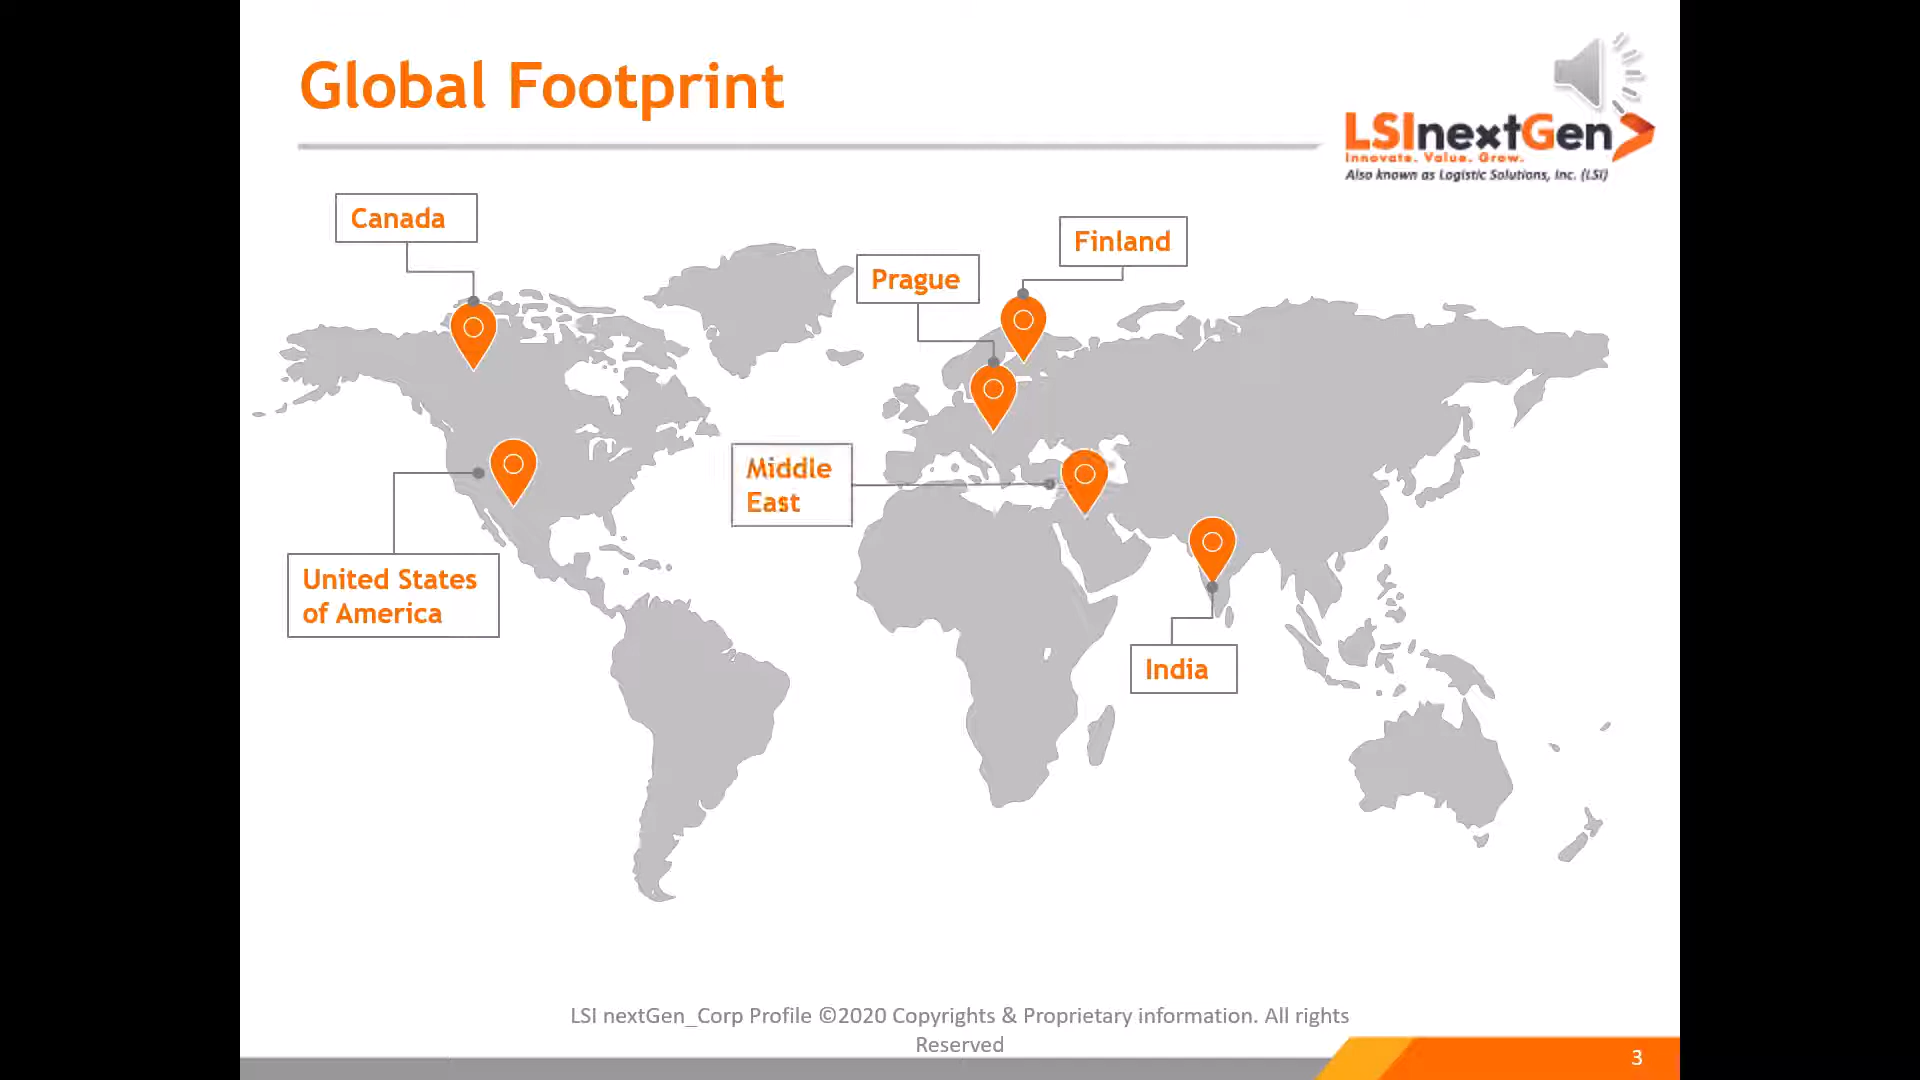 Global Footprint
LSInextGen
Innovate. Value. Grow.
Also known as Logistic Solutions, Inc. (LSI)
Canada
Finland
Prague
Middle
East
United States
of America
India
LSI nextGen_Corp Profile ©2020 Copyrights & Proprietary information. All rights
Reserved
3